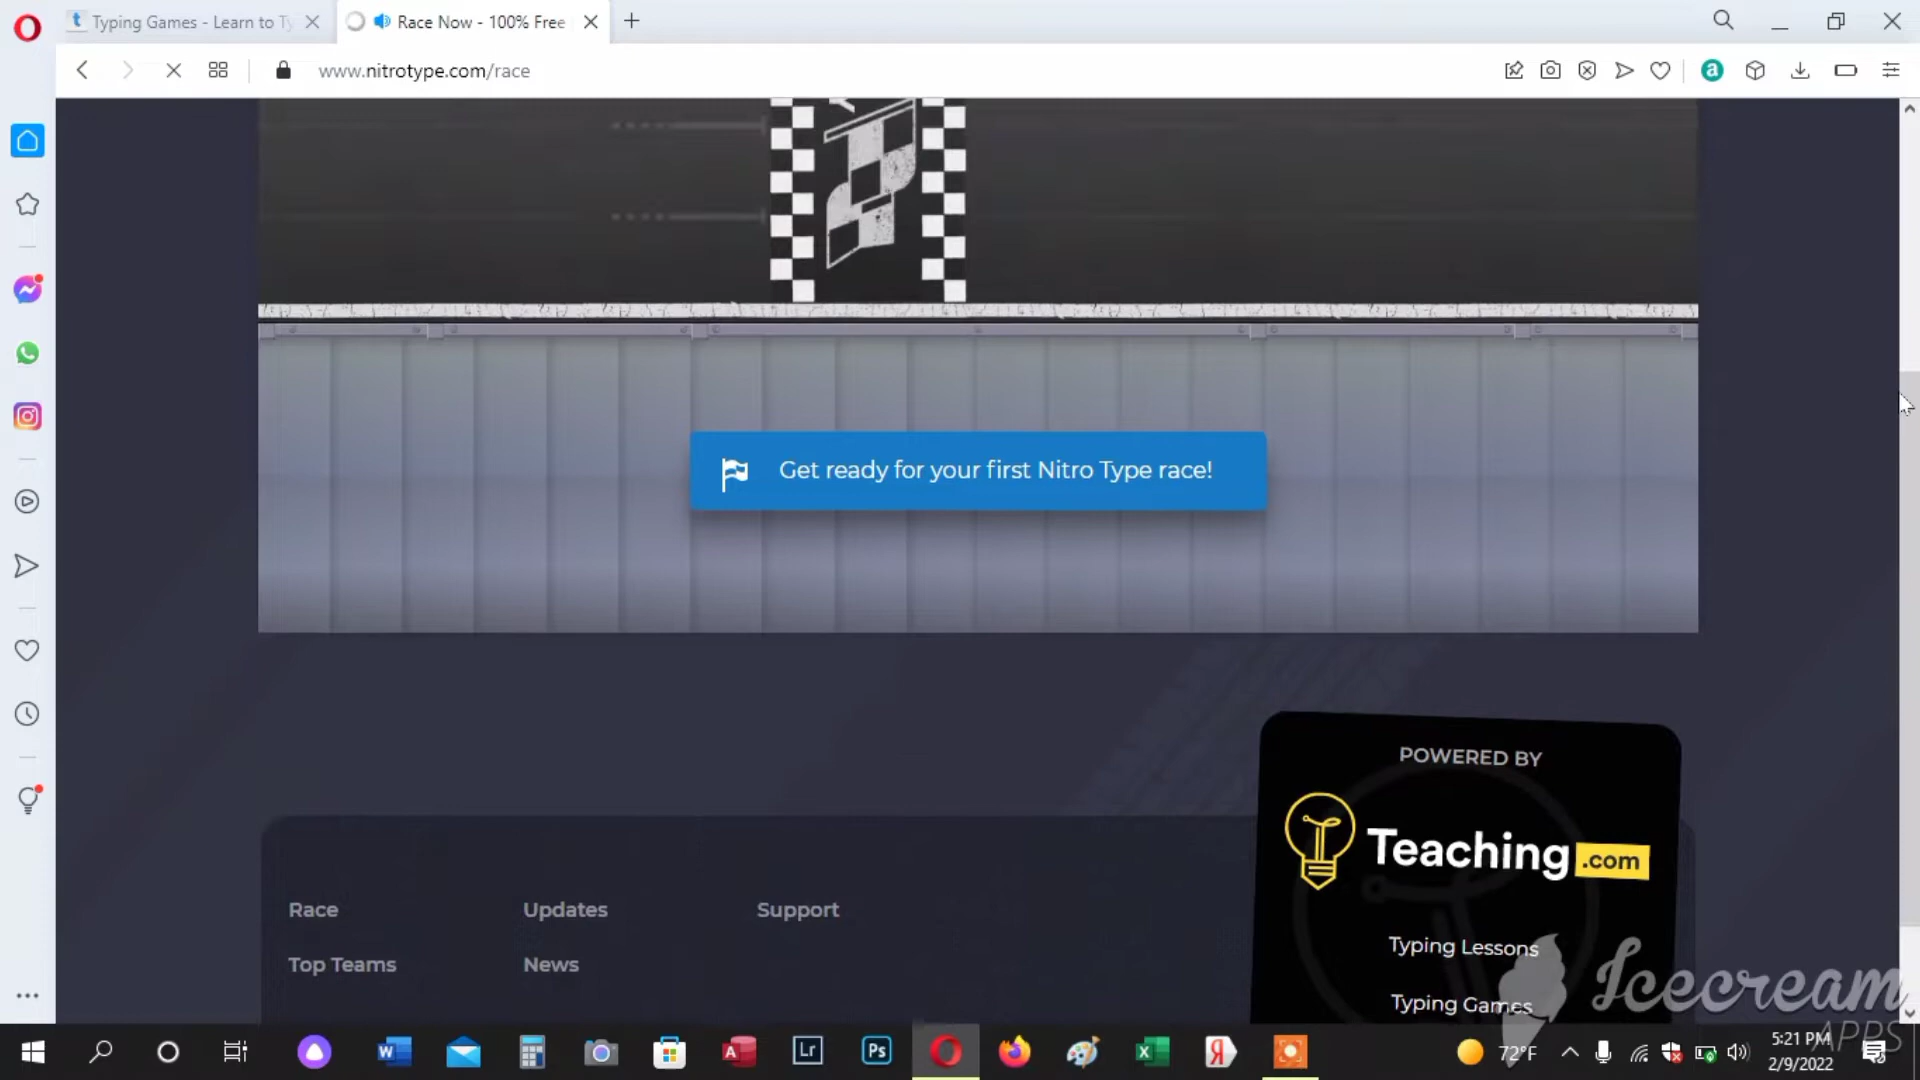 Typing Games - Learn to Ty
Race Now - 100% Free
www.nitrotype.com/race
Get ready for your first Nitro Type race!
POWERED BY
Teaching .com
Race
Updates
Support
Typing Lessons
Top Teams
News
Typing Games
Icecream
APPS
Lr
Ps
72°F
5:21 PM
2/9/2022